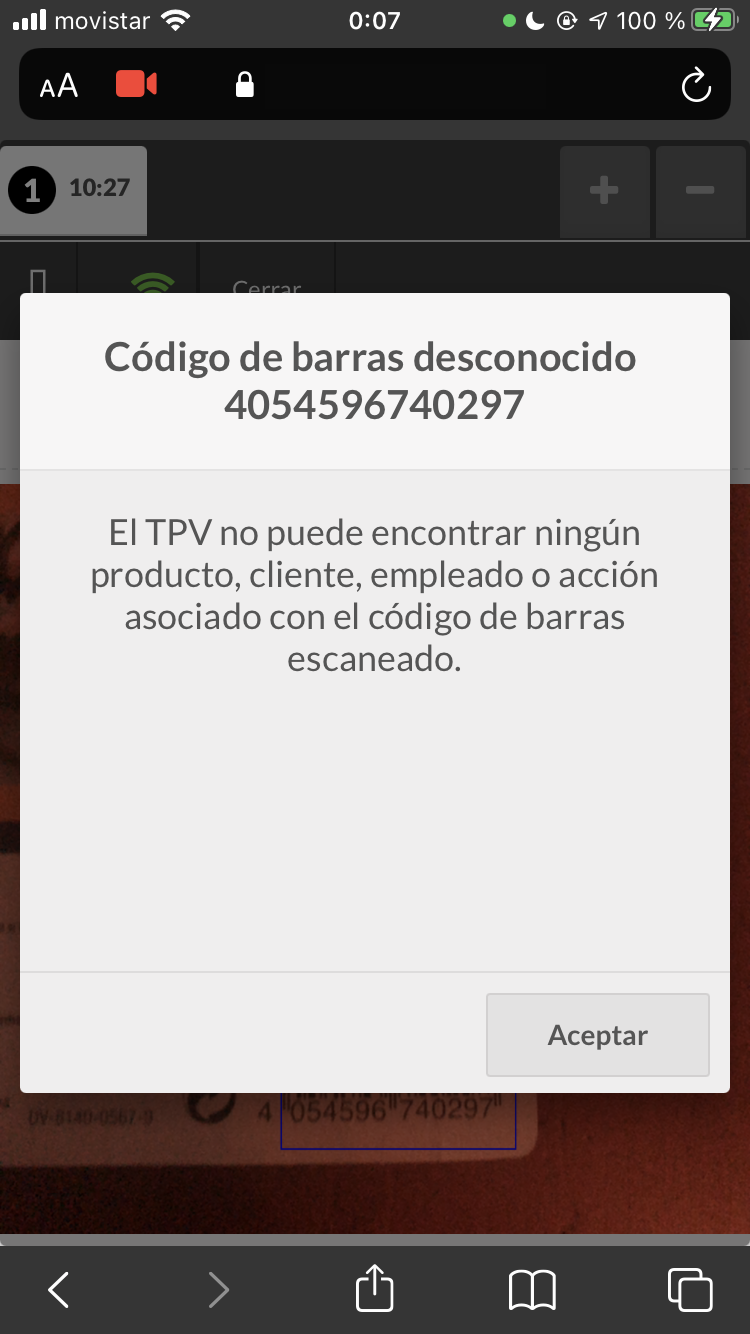 movistar 0:07 100 %
AA
1 10:27 + −
Cerrar
Código de barras desconocido
4054596740297
El TPV no puede encontrar ningún
producto, cliente, empleado o acción
asociado con el código de barras
escaneado.
Aceptar
DV-8140-0567-9 4 054596 740297